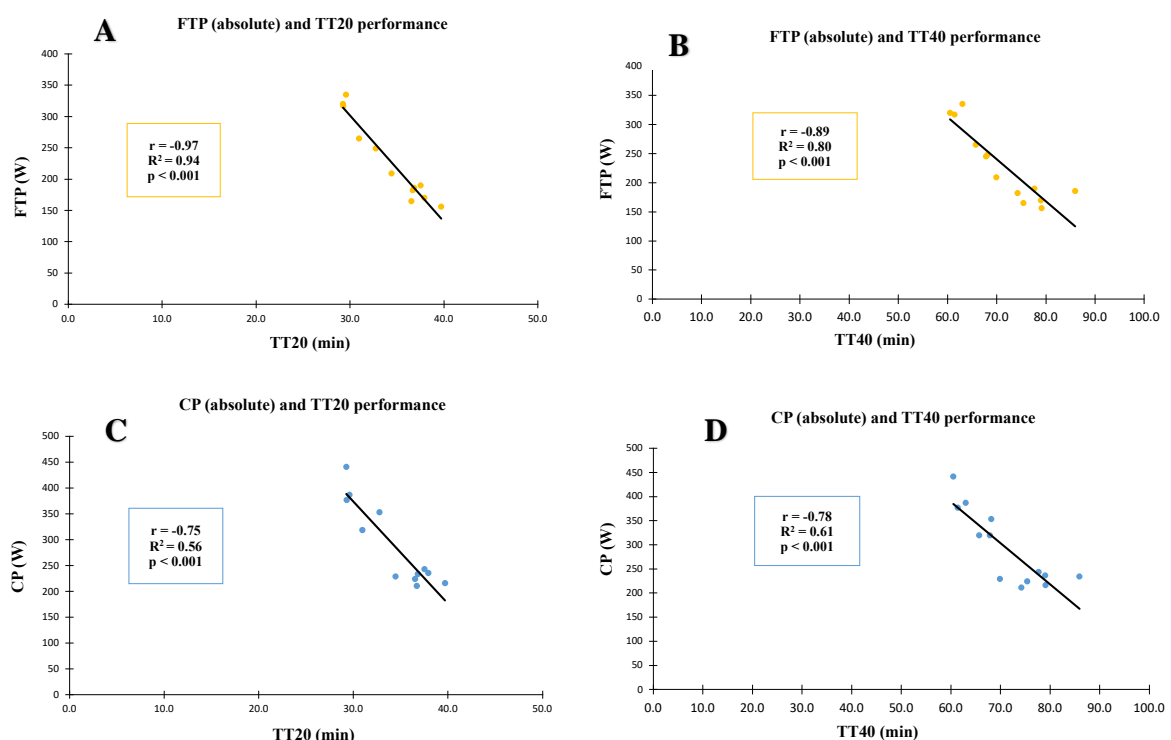 A
FTP (absolute) and TT20 performance
400
350
300
250
200
150
100
50
0
FTP (W)
r = -0.97
R² = 0.94
p < 0.001
0.0 10.0 20.0 30.0 40.0 50.0
TT20 (min)
B
FTP (absolute) and TT40 performance
400
350
300
250
200
150
100
50
0
FTP (W)
r = -0.89
R² = 0.80
p < 0.001
0.0 10.0 20.0 30.0 40.0 50.0 60.0 70.0 80.0 90.0 100.0
TT40 (min)
C
CP (absolute) and TT20 performance
500
450
400
350
300
250
200
150
100
50
0
CP (W)
r = -0.75
R² = 0.56
p < 0.001
0.0 10.0 20.0 30.0 40.0 50.0
TT20 (min)
D
CP (absolute) and TT40 performance
500
450
400
350
300
250
200
150
100
50
0
CP (W)
r = -0.78
R² = 0.61
p < 0.001
0.0 10.0 20.0 30.0 40.0 50.0 60.0 70.0 80.0 90.0 100.0
TT40 (min)